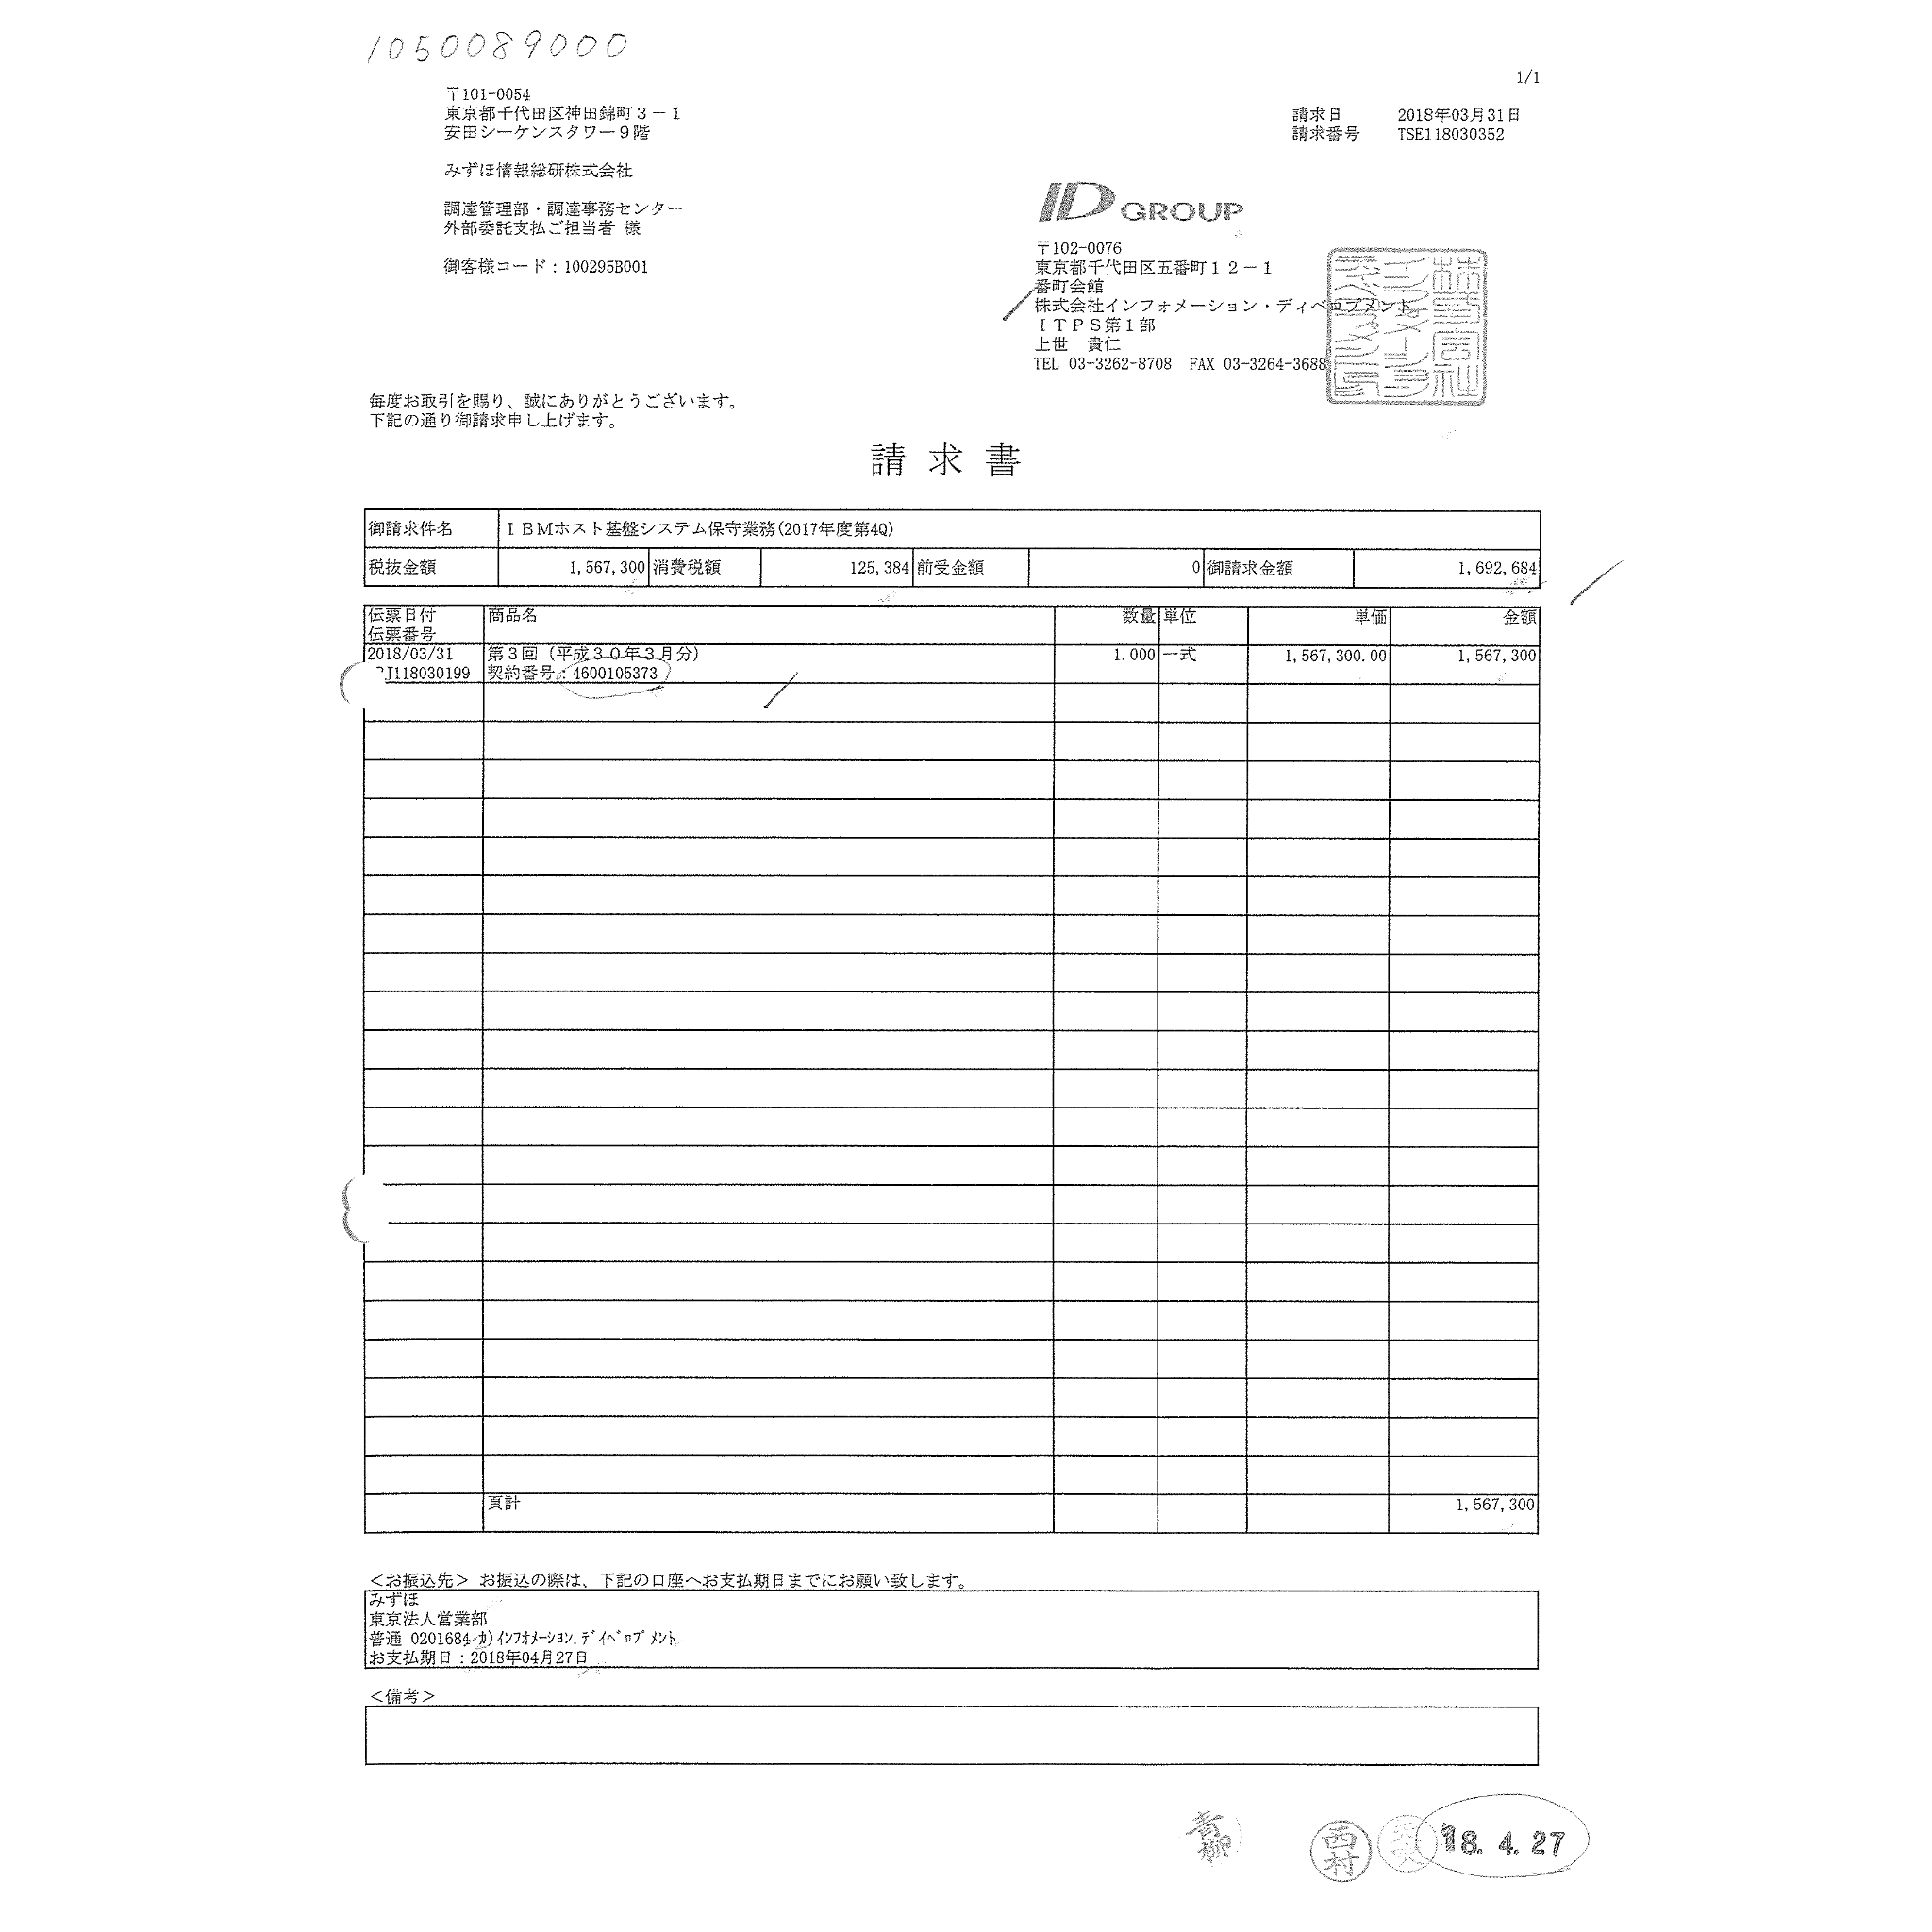 1050089000
1/1
〒101-0054
東京都千代田区神田錦町３－１
安田シーケンスタワー９階
みずほ情報総研株式会社
調達管理部・調達事務センター
外部委託支払ご担当者 様
御客様コード：100295B001
請求日 2018年03月31日
請求番号 TSE118030352
ID GROUP
〒102-0076
東京都千代田区五番町１２－１
番町会館
株式会社インフォメーション・ディベロプメント
ＩＴＰＳ第１部
上世 貴仁
TEL 03-3262-8708 FAX 03-3264-3688
毎度お取引を賜り、誠にありがとうございます。
下記の通り御請求申し上げます。
請求書
御請求件名 ＩＢＭホスト基盤システム保守業務(2017年度第4Q)
税抜金額 1,567,300 消費税額 125,384 前受金額 0 御請求金額 1,692,684
伝票日付 商品名 数量 単位 単価 金額
伝票番号
2018/03/31 第３回（平成３０年３月分） 1.000 一式 1,567,300.00 1,567,300
J118030199 契約番号：4600105373
頁計 1,567,300
＜お振込先＞ お振込の際は、下記の口座へお支払期日までにお願い致します。
みずほ
東京法人営業部
普通 0201684 ｶ)ｲﾝﾌｫﾒｰｼｮﾝ.ﾃﾞｲﾍﾞﾛﾌﾟﾒﾝﾄ
お支払期日：2018年04月27日
＜備考＞
青柳
西村
18. 4. 27